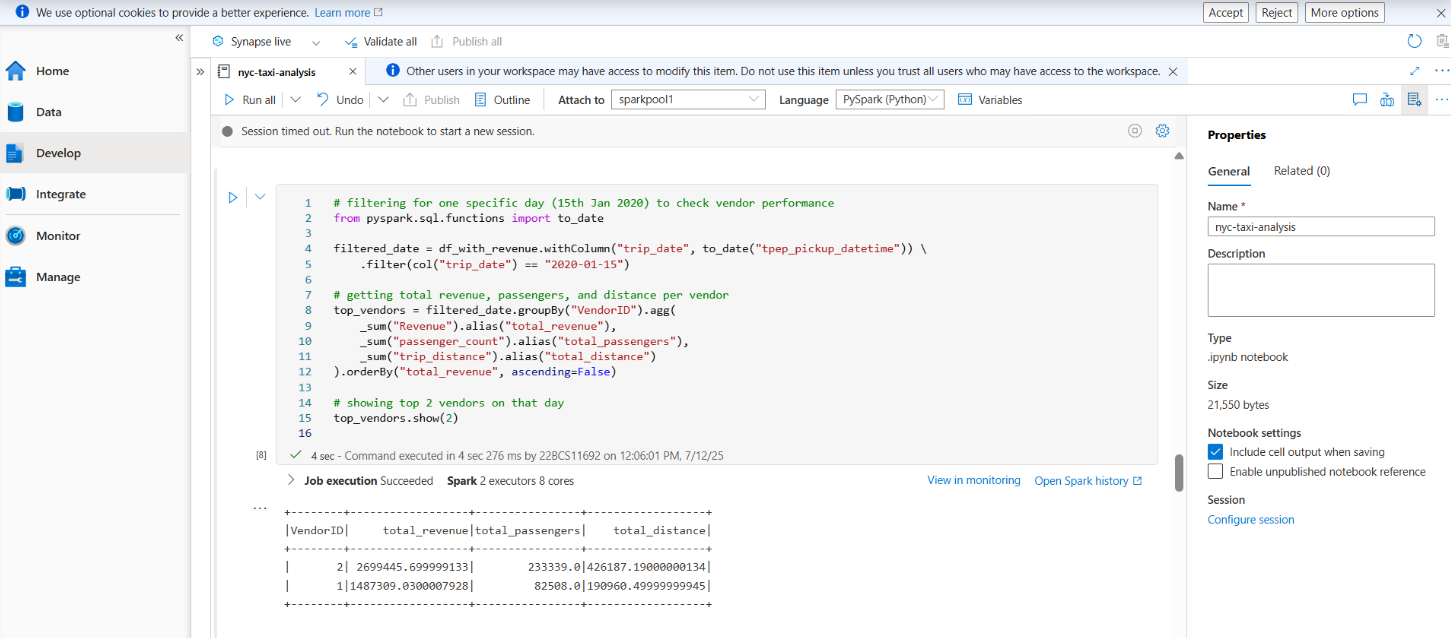 We use optional cookies to provide a better experience. Learn more
Accept Reject More options
Synapse live Validate all Publish all
Home
Data
Develop
Integrate
Monitor
Manage
nyc-taxi-analysis
Other users in your workspace may have access to modify this item. Do not use this item unless you trust all users who may have access to the workspace.
Run all Undo Publish Outline Attach to sparkpool1 Language PySpark (Python) Variables
Session timed out. Run the notebook to start a new session.
1 # filtering for one specific day (15th Jan 2020) to check vendor performance
2 from pyspark.sql.functions import to_date
3
4 filtered_date = df_with_revenue.withColumn("trip_date", to_date("tpep_pickup_datetime")) \
5     .filter(col("trip_date") == "2020-01-15")
6
7 # getting total revenue, passengers, and distance per vendor
8 top_vendors = filtered_date.groupBy("VendorID").agg(
9     _sum("Revenue").alias("total_revenue"),
10     _sum("passenger_count").alias("total_passengers"),
11     _sum("trip_distance").alias("total_distance")
12 ).orderBy("total_revenue", ascending=False)
13
14 # showing top 2 vendors on that day
15 top_vendors.show(2)
16
[8] 4 sec - Command executed in 4 sec 276 ms by 22BCS11692 on 12:06:01 PM, 7/12/25
Job execution Succeeded Spark 2 executors 8 cores View in monitoring Open Spark history
+--------+------------------+----------------+------------------+
|VendorID|     total_revenue|total_passengers|    total_distance|
+--------+------------------+----------------+------------------+
|       2| 2699445.699999133|        233339.0|426187.19000000134|
|       1|1487309.0300007928|         82508.0|190960.49999999945|
+--------+------------------+----------------+------------------+
Properties
General Related (0)
Name *
nyc-taxi-analysis
Description
Type
.ipynb notebook
Size
21,550 bytes
Notebook settings
Include cell output when saving
Enable unpublished notebook reference
Session
Configure session